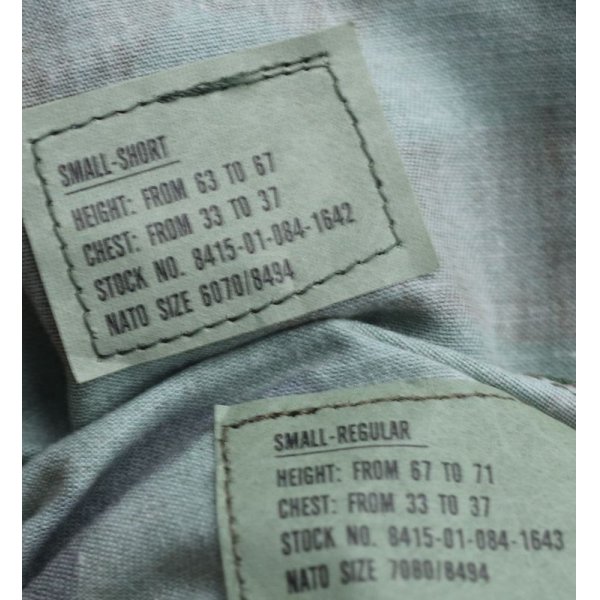 SMALL-SHORT
HEIGHT: FROM 63 TO 67
CHEST: FROM 33 TO 37
STOCK NO. 8415-01-084-1642
NATO SIZE 6070/8494
SMALL-REGULAR
HEIGHT: FROM 67 TO 71
CHEST: FROM 33 TO 37
STOCK NO. 8415-01-084-1643
NATO SIZE 7080/8494